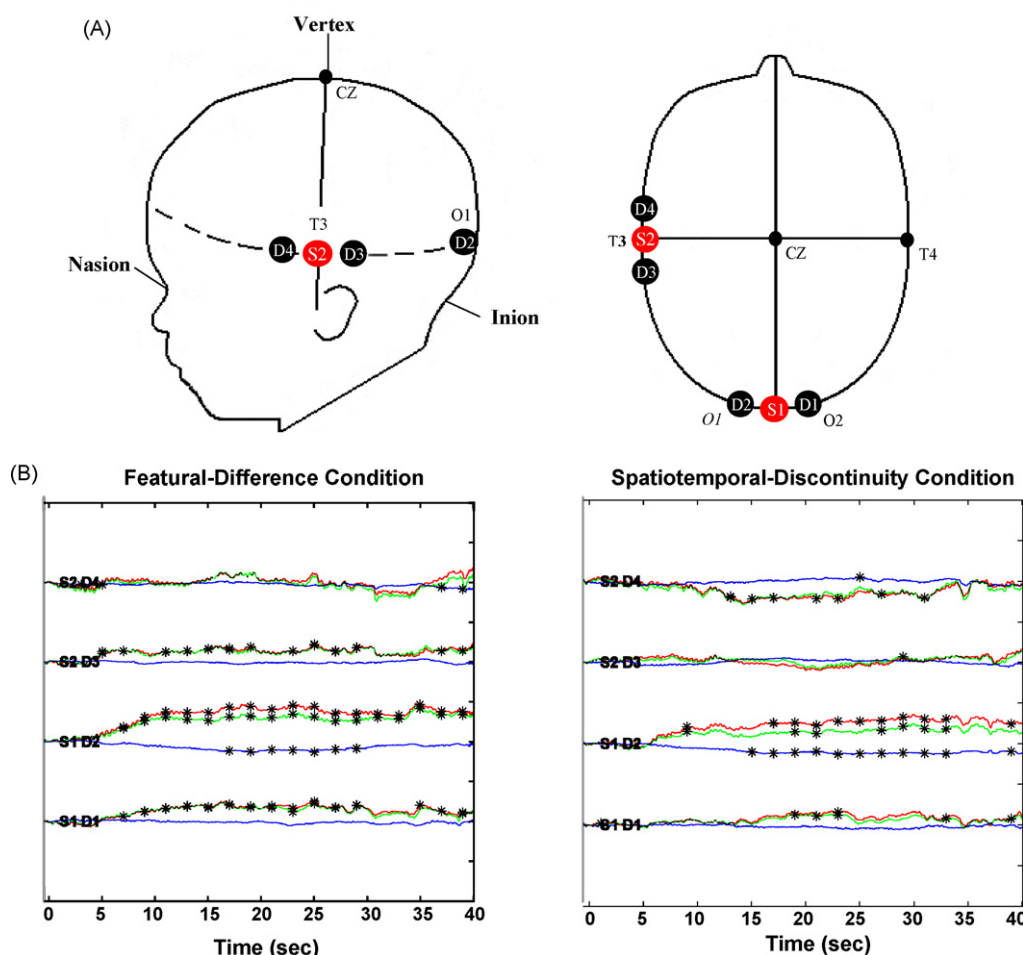 (A)
Vertex
CZ
T3
O1
D4 S2 D3 D2
Nasion
Inion
D4
T3 S2 CZ T4
D3
D2 S1 D1
O1 O2
(B)
Featural-Difference Condition
S2 D4
S2 D3
S1 D2
S1 D1
0 5 10 15 20 25 30 35 40
Time (sec)
Spatiotemporal-Discontinuity Condition
S2 D4
S2 D3
S1 D2
S1 D1
0 5 10 15 20 25 30 35 40
Time (sec)